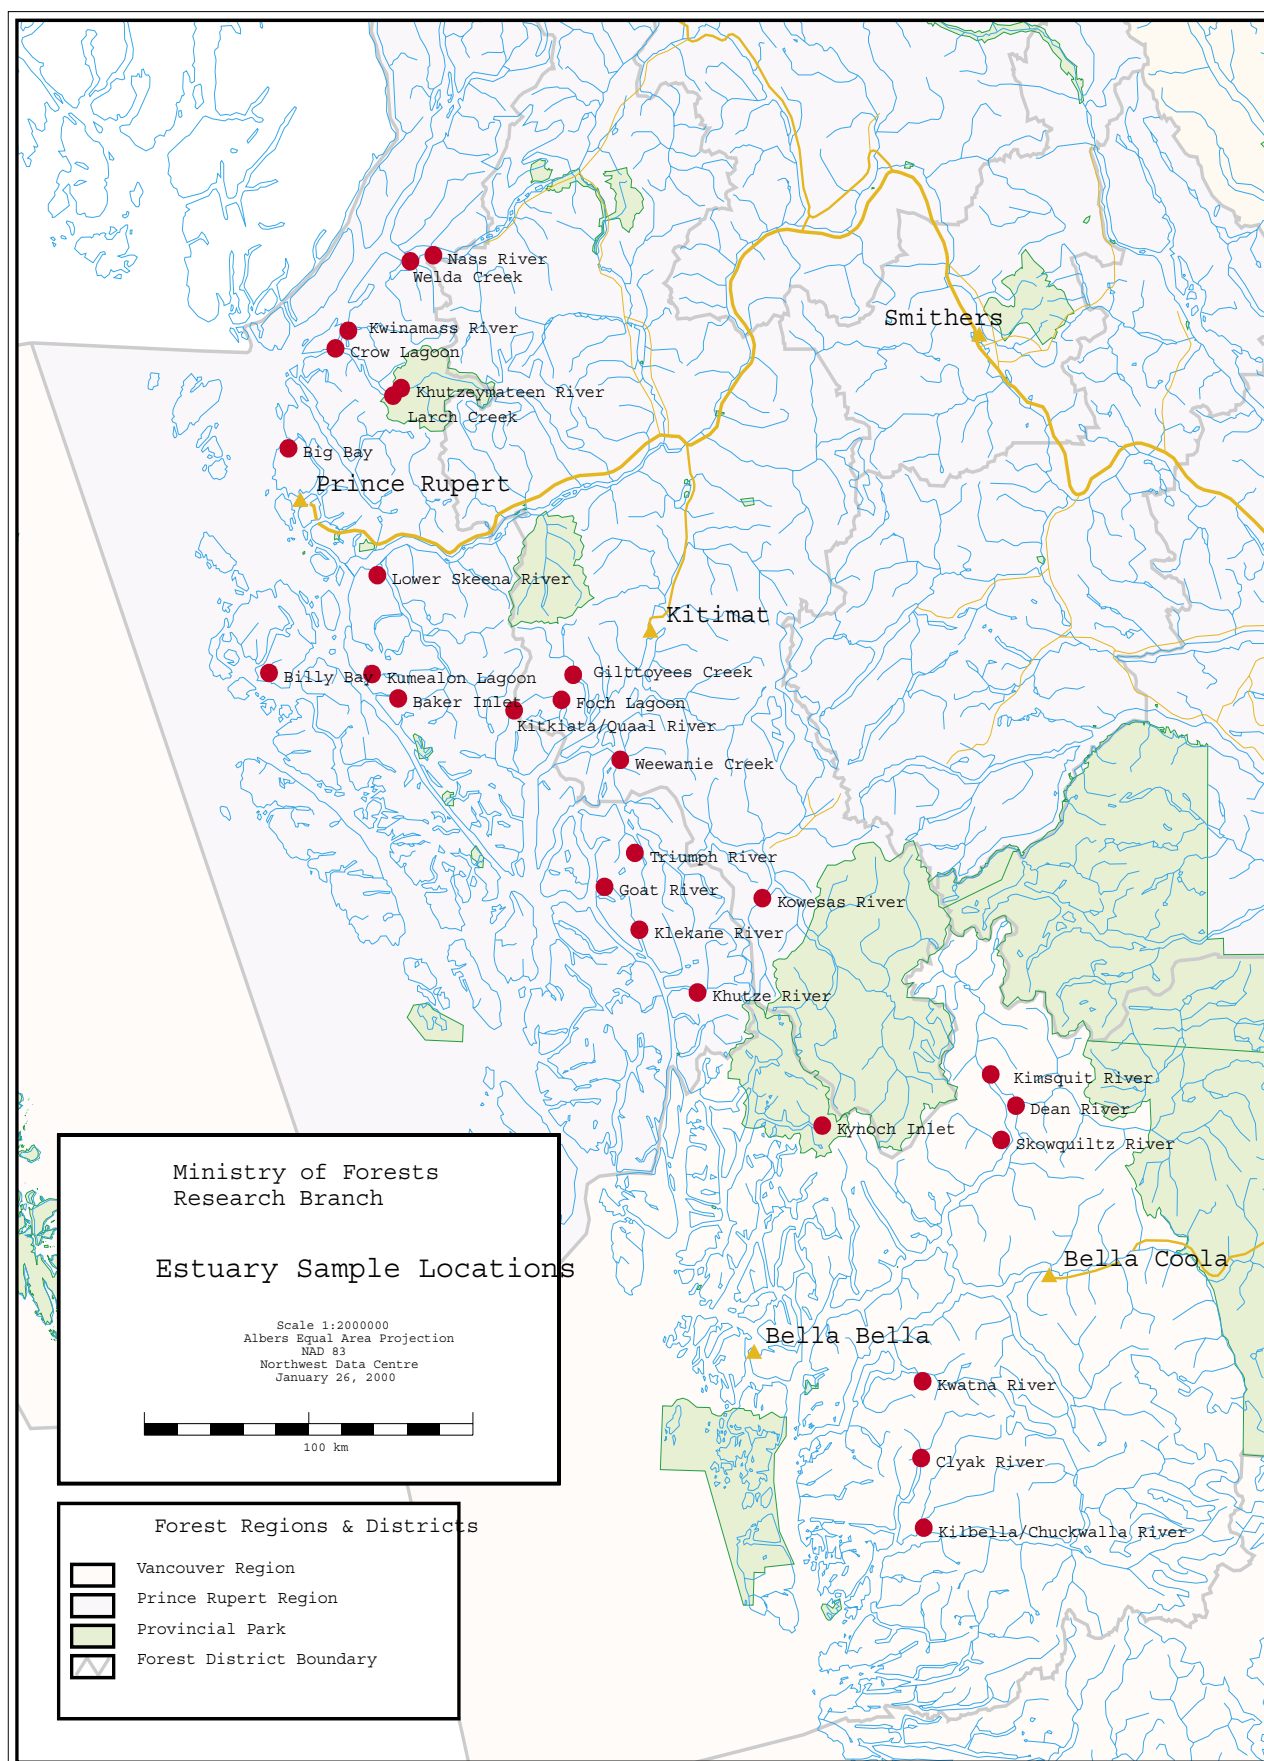 Nass River
Welda Creek
Smithers
Kwinamass River
Crow Lagoon
Khutzeymateen River
Larch Creek
Big Bay
Prince Rupert
Lower Skeena River
Kitimat
Billy Bay
Kumealon Lagoon
Gilttoyees Creek
Baker Inlet
Foch Lagoon
Kitkiata/Quaal River
Weewanie Creek
Triumph River
Goat River
Kowesas River
Klekane River
Khutze River
Kimsquit River
Dean River
Kynoch Inlet
Skowquiltz River
Ministry of Forests
Research Branch
Estuary Sample Locations
Scale 1:2000000
Albers Equal Area Projection
NAD 83
Northwest Data Centre
January 26, 2000
100 km
Bella Coola
Bella Bella
Kwatna River
Clyak River
Kilbella/Chuckwalla River
Forest Regions & Districts
Vancouver Region
Prince Rupert Region
Provincial Park
Forest District Boundary